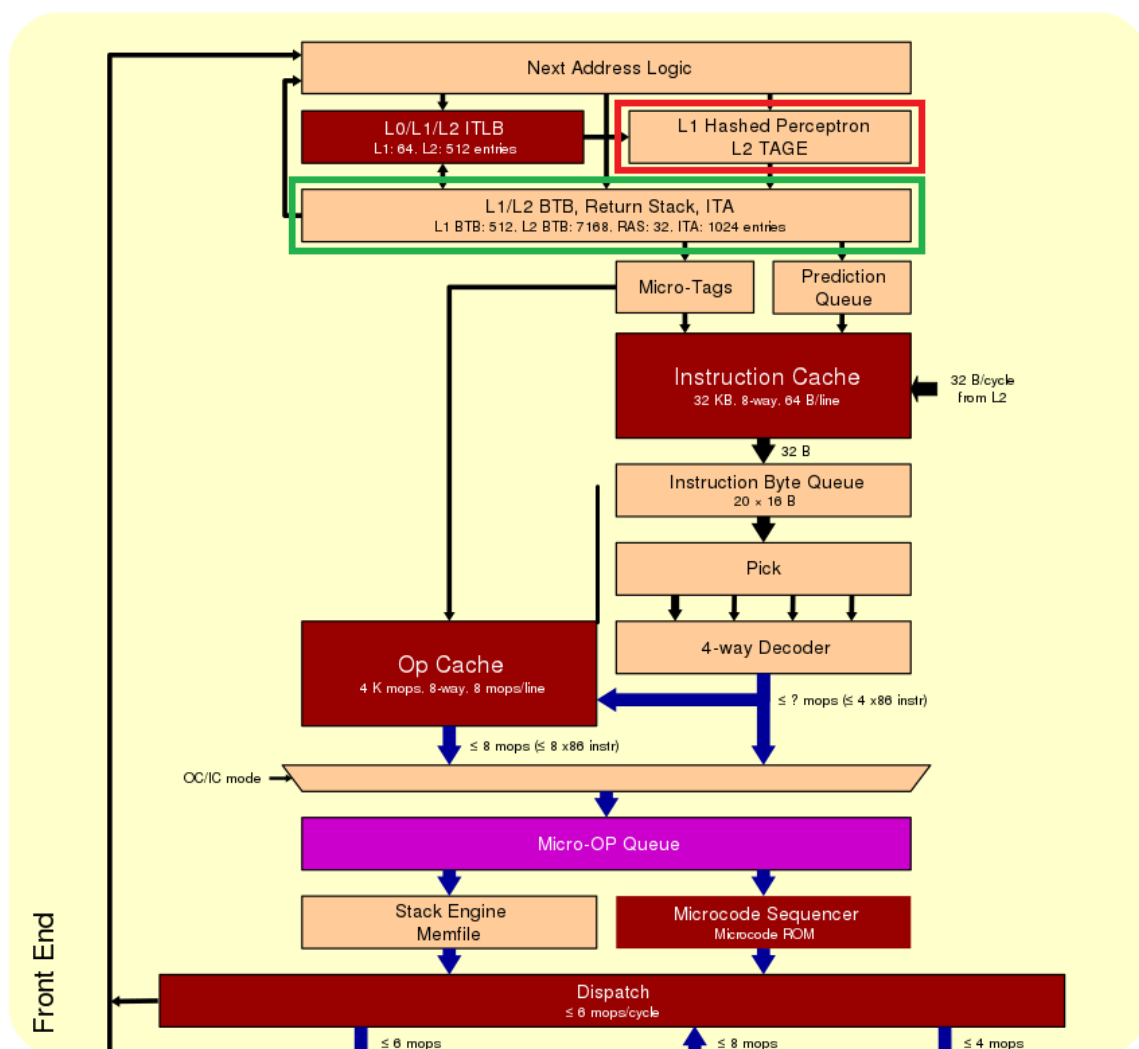 Next Address Logic
L0/L1/L2 ITLB
L1: 64, L2: 512 entries
L1 Hashed Perceptron
L2 TAGE
L1/L2 BTB, Return Stack, ITA
L1 BTB: 512, L2 BTB: 7168, RAS: 32, ITA: 1024 entries
Micro-Tags
Prediction
Queue
Instruction Cache
32 KB, 8-way, 64 B/line
32 B/cycle
from L2
32 B
Instruction Byte Queue
20 × 16 B
Pick
4-way Decoder
Op Cache
4 K mops, 8-way, 8 mops/line
≤ ? mops (≤ 4 x86 instr)
≤ 8 mops (≤ 8 x86 instr)
OC/IC mode
Micro-OP Queue
Stack Engine
Memfile
Microcode Sequencer
Microcode ROM
Front End
Dispatch
≤ 6 mops/cycle
≤ 6 mops
≤ 8 mops
≤ 4 mops